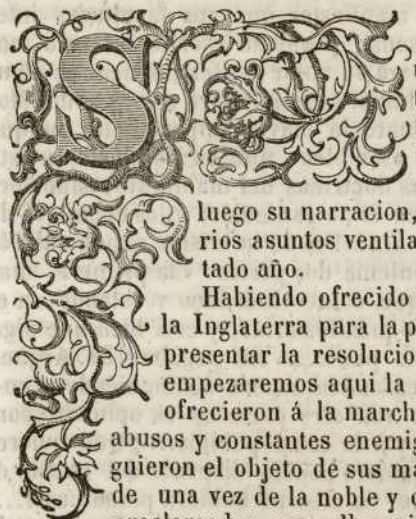 S
luego su narracion,
rios asuntos ventila
tado año.
Habiendo ofrecido
la Inglaterra para la p
presentar la resolucio
empezaremos aqui la
ofrecieron á la march
abusos y constantes enemig
guieron el objeto de sus ma
de una vez de la noble y